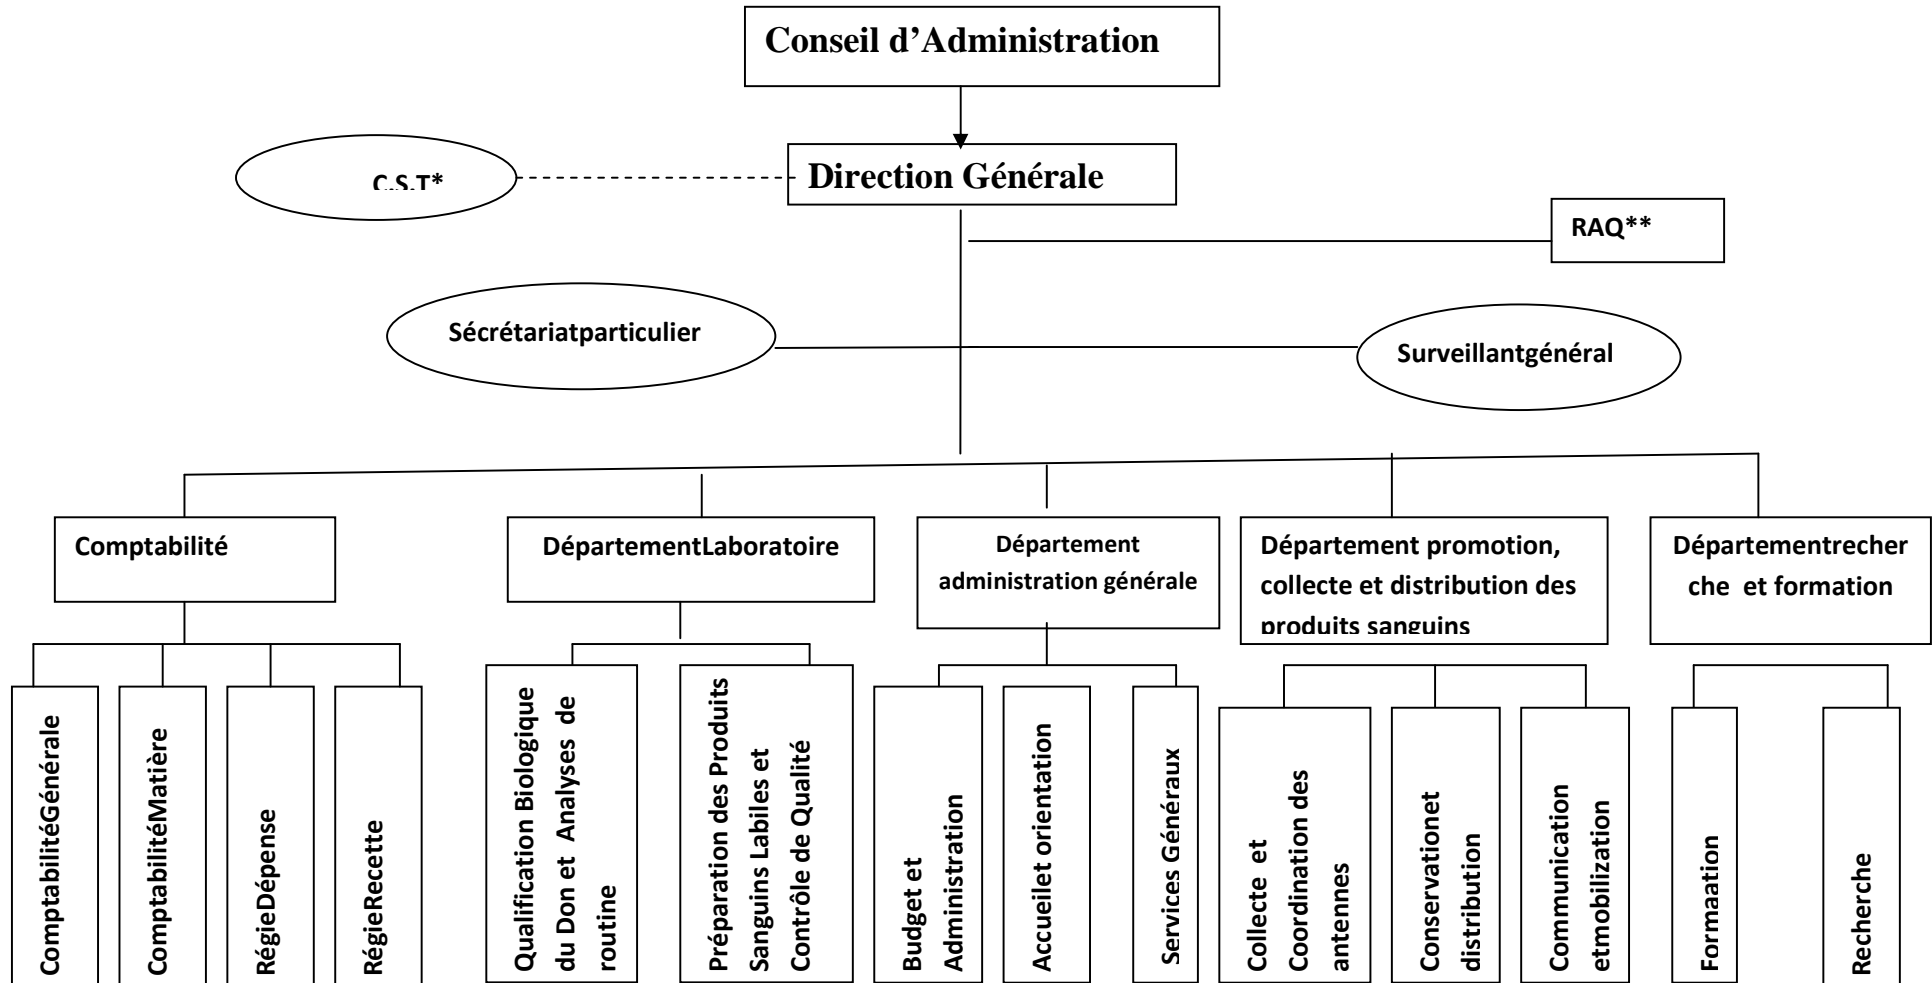 Conseil d’Administration
C.S.T*
Direction Générale
RAQ**
Sécrétariatparticulier
Surveillantgénéral
Comptabilité
DépartementLaboratoire
Département
administration générale
Département promotion,
collecte et distribution des
produits sanguins
Départementrecher
che et formation
ComptabilitéGénérale
ComptabilitéMatière
RégieDépense
RégieRecette
Qualification Biologique
du Don et Analyses de
routine
Préparation des Produits
Sanguins Labiles et
Contrôle de Qualité
Budget et
Administration
Accueilet orientation
Services Généraux
Collecte et
Coordination des
antennes
Conservationet
distribution
Communication
etmobilization
Formation
Recherche